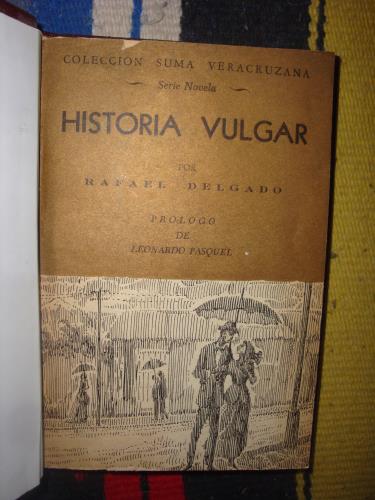 COLECCION SUMA VERACRUZANA
Serie Novela
HISTORIA VULGAR
POR
RAFAEL DELGADO
PROLOGO
DE
LEONARDO PASQUEL